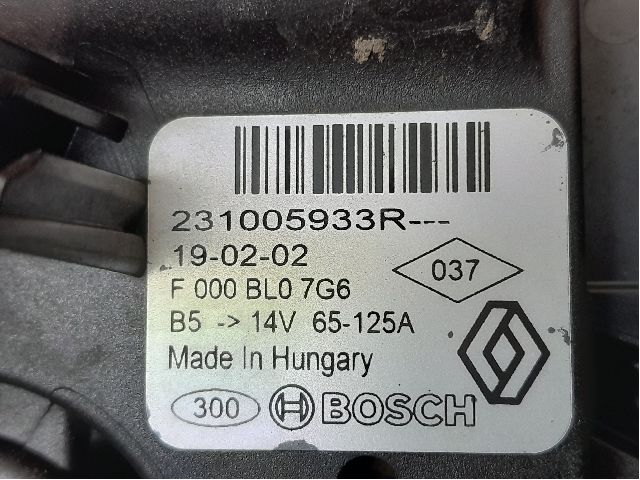 231005933R---
19-02-02
037
F 000 BL0 7G6
B5 -> 14V 65-125A
Made In Hungary
300 BOSCH